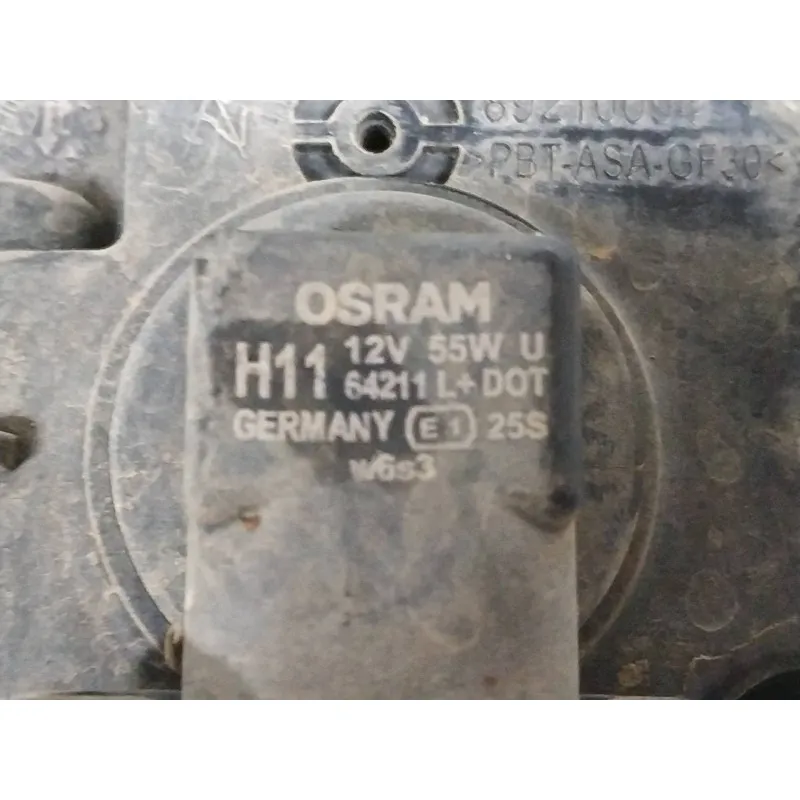 >PBT-ASA-GF30<
OSRAM
H11 12V 55W U
64211 L+ DOT
GERMANY E1 25S
w6s3